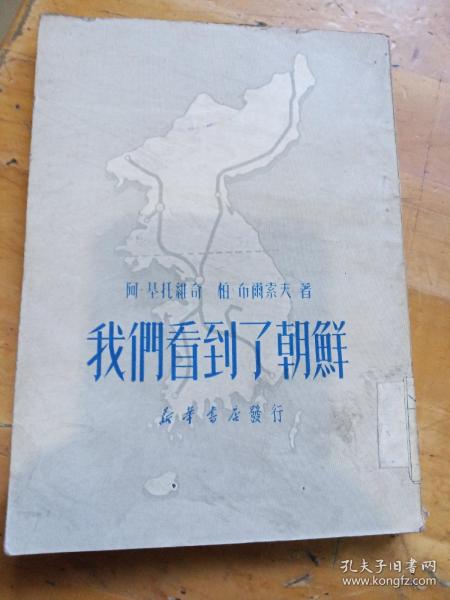 阿·基托維奇 柏·布爾索夫 著
我們看到了朝鮮
新華書店發行
孔夫子旧书网
www.kongfz.com